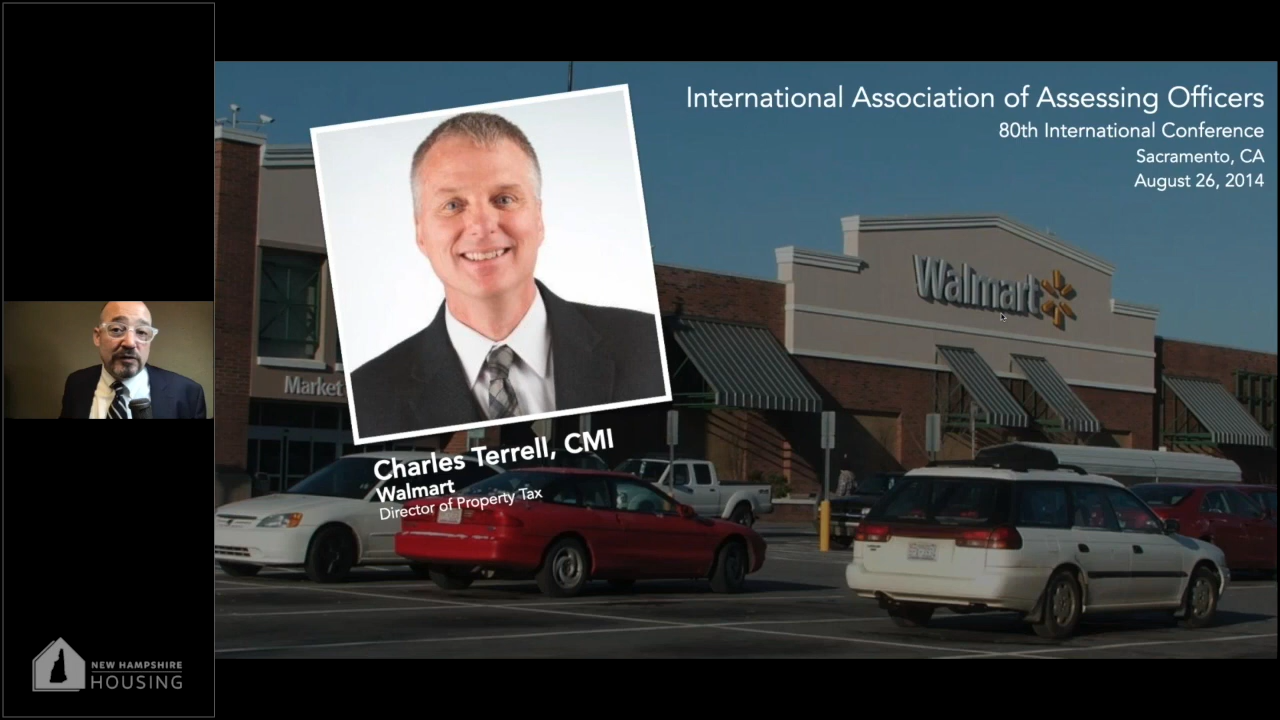 International Association of Assessing Officers
80th International Conference
Sacramento, CA
August 26, 2014
Walmart
Market
Charles Terrell, CMI
Walmart
Director of Property Tax
NEW HAMPSHIRE
HOUSING